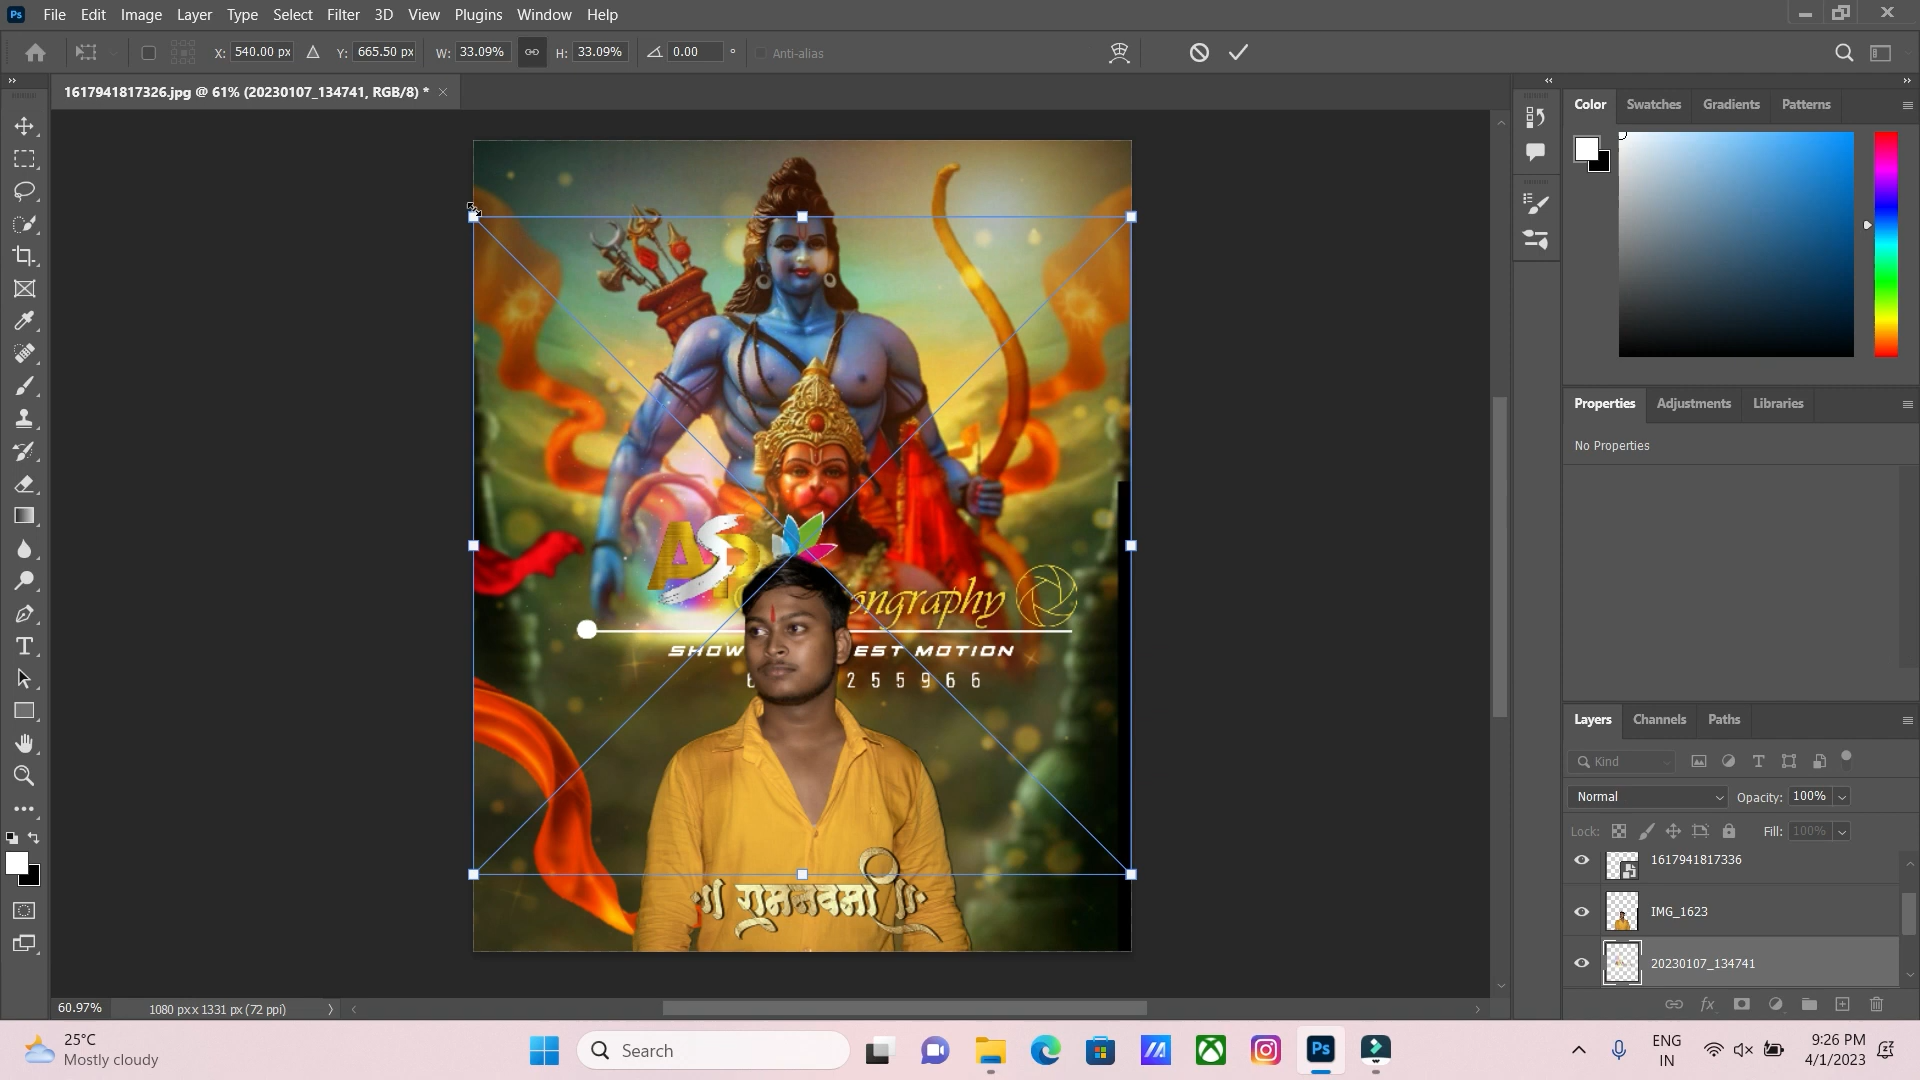 File Edit Image Layer Type Select Filter 3D View Plugins Window Help
X: 540.00 px Y: 665.50 px W: 33.09% H: 33.09% 0.00 ° Anti-alias
1617941817326.jpg @ 61% (20230107_134741, RGB/8) *
Color Swatches Gradients Patterns
Properties Adjustments Libraries
No Properties
ASP
ongraphy
SHOW EST MOTION
2 5 5 9 6 6
॥ रामनवमी ॥
Layers Channels Paths
Kind
Normal Opacity: 100%
Lock: Fill: 100%
1617941817336
IMG_1623
20230107_134741
60.97% 1080 px x 1331 px (72 ppi)
25°C
Mostly cloudy
Search
Ps
ENG
IN
9:26 PM
4/1/2023